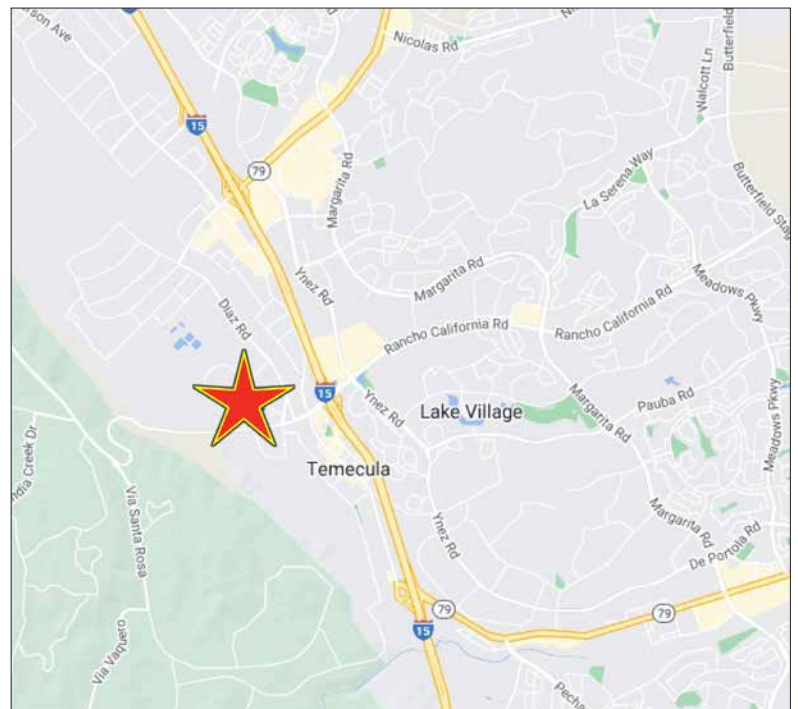 Nicolas Rd
Walcott Ln
Butterfield
15
79
Margarita Rd
La Serena Way
Butterfield Stag
Ynez Rd
Margarita Rd
Meadows Pkwy
Diaz Rd
Rancho California Rd
Rancho California Rd
15
Ynez Rd
Lake Village
Margarita Rd
Pauba Rd
Meadows Pkwy
Temecula
Via Santa Rosa
Ynez Rd
Margarita Rd
De Portola Rd
79
79
15
Via Vaquero
Pecha